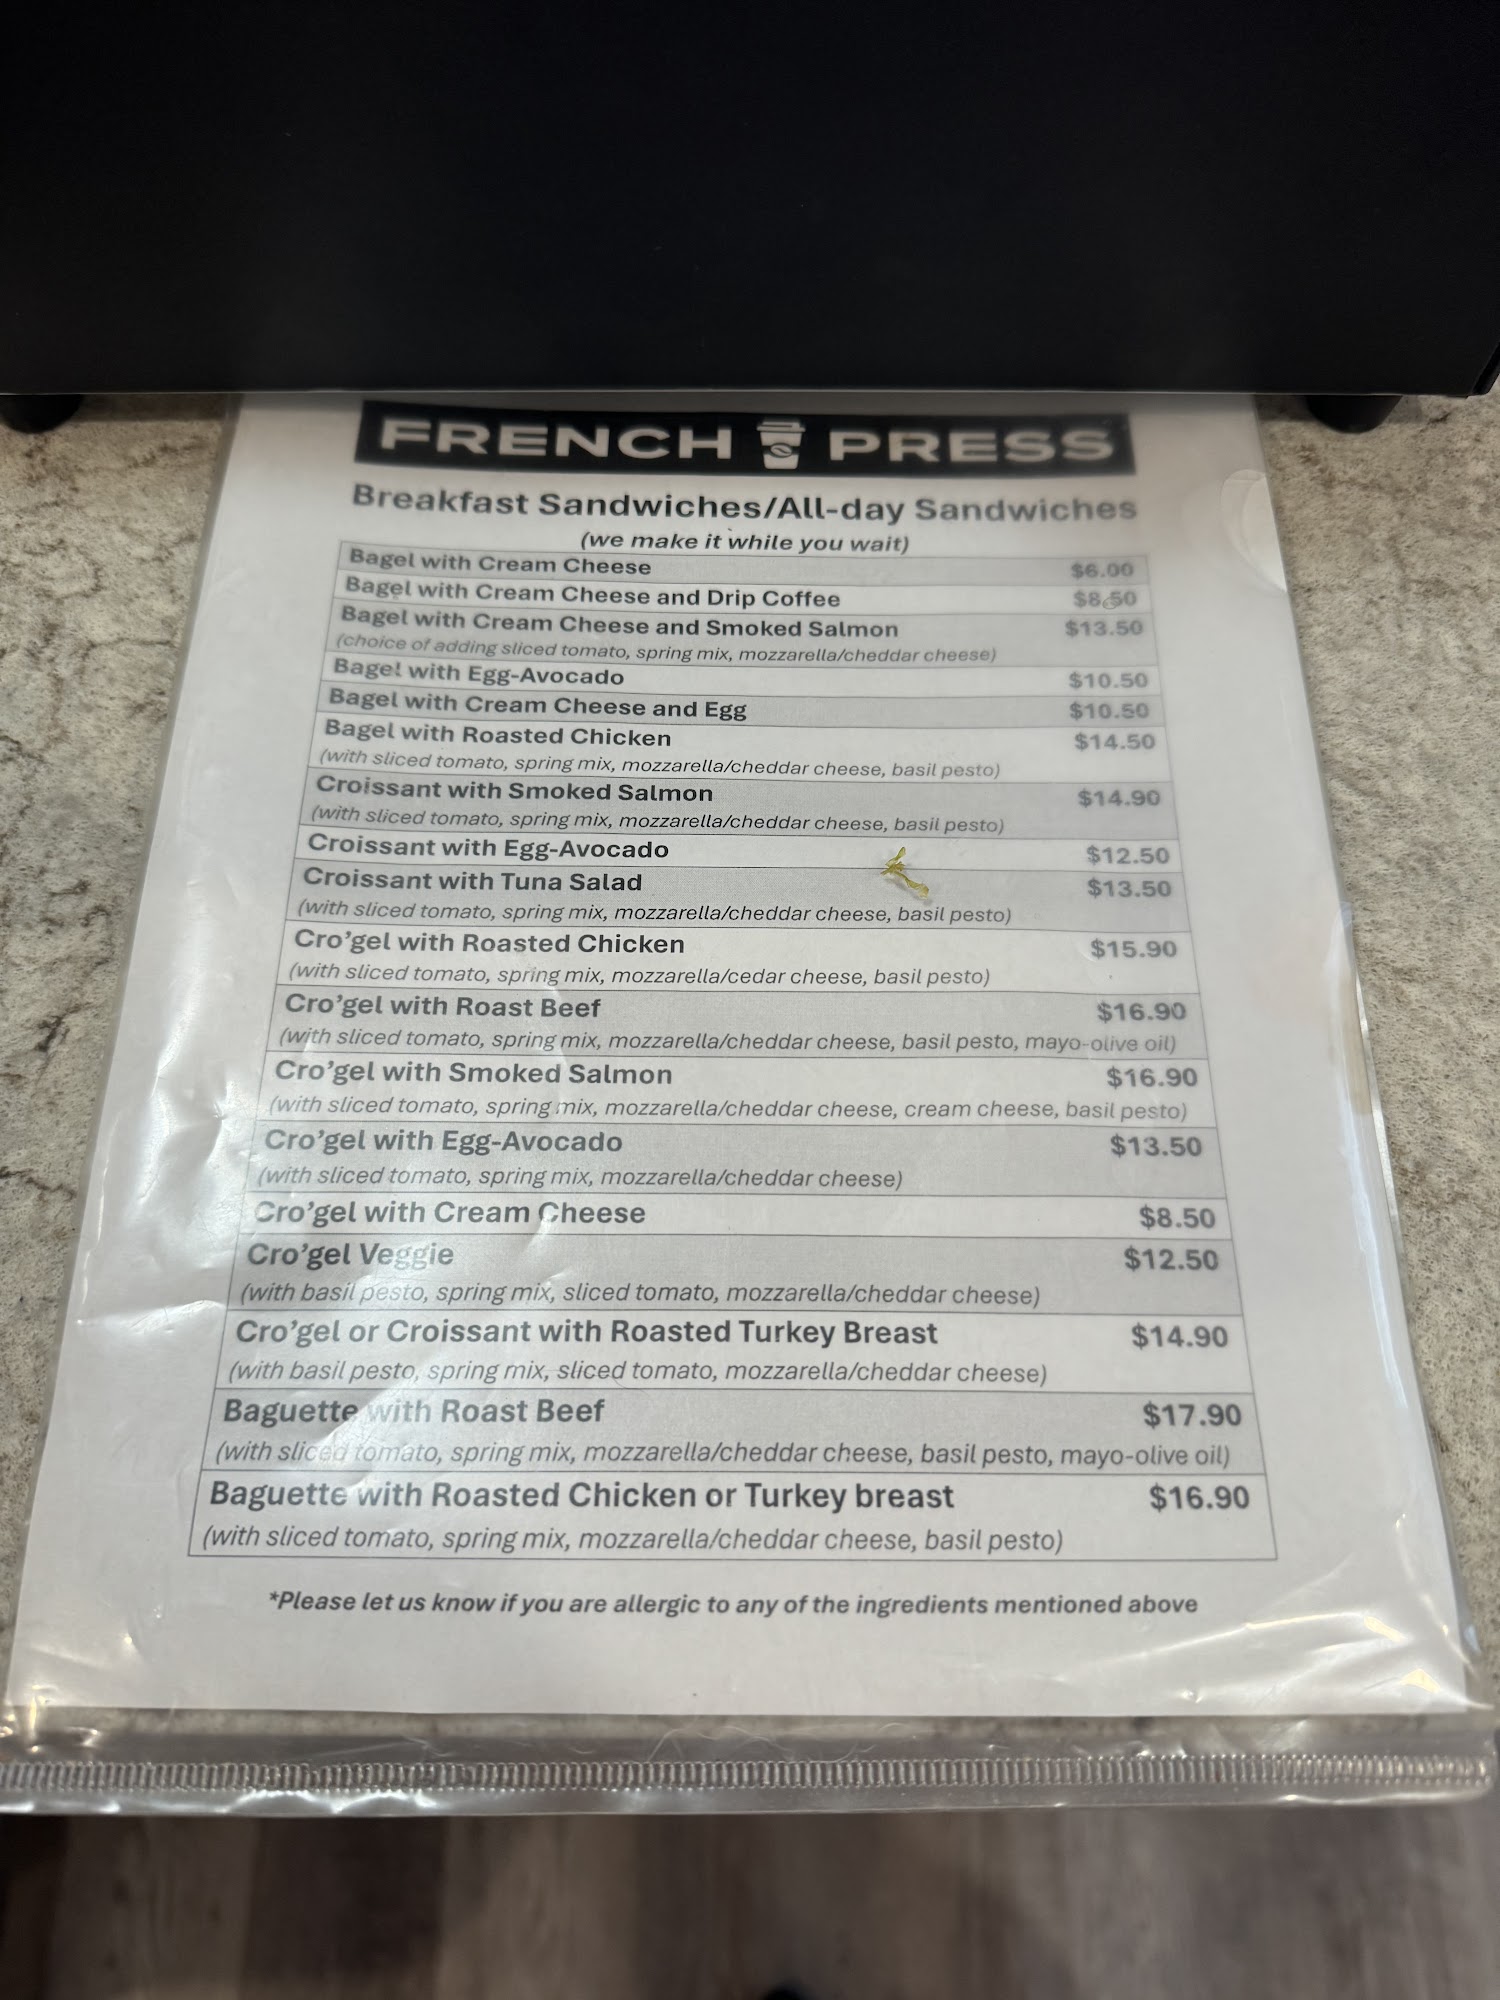 FRENCH PRESS
Breakfast Sandwiches/All-day Sandwiches
(we make it while you wait)
Bagel with Cream Cheese $6.00
Bagel with Cream Cheese and Drip Coffee $8.50
Bagel with Cream Cheese and Smoked Salmon $13.50
(choice of adding sliced tomato, spring mix, mozzarella/cheddar cheese)
Bagel with Egg-Avocado $10.50
Bagel with Cream Cheese and Egg $10.50
Bagel with Roasted Chicken $14.50
(with sliced tomato, spring mix, mozzarella/cheddar cheese, basil pesto)
Croissant with Smoked Salmon $14.90
(with sliced tomato, spring mix, mozzarella/cheddar cheese, basil pesto)
Croissant with Egg-Avocado $12.50
Croissant with Tuna Salad $13.50
(with sliced tomato, spring mix, mozzarella/cheddar cheese, basil pesto)
Cro'gel with Roasted Chicken $15.90
(with sliced tomato, spring mix, mozzarella/cedar cheese, basil pesto)
Cro'gel with Roast Beef $16.90
(with sliced tomato, spring mix, mozzarella/cheddar cheese, basil pesto, mayo-olive oil)
Cro'gel with Smoked Salmon $16.90
(with sliced tomato, spring mix, mozzarella/cheddar cheese, cream cheese, basil pesto)
Cro'gel with Egg-Avocado $13.50
(with sliced tomato, spring mix, mozzarella/cheddar cheese)
Cro'gel with Cream Cheese $8.50
Cro'gel Veggie $12.50
(with basil pesto, spring mix, sliced tomato, mozzarella/cheddar cheese)
Cro'gel or Croissant with Roasted Turkey Breast $14.90
(with basil pesto, spring mix, sliced tomato, mozzarella/cheddar cheese)
Baguette with Roast Beef $17.90
(with sliced tomato, spring mix, mozzarella/cheddar cheese, basil pesto, mayo-olive oil)
Baguette with Roasted Chicken or Turkey breast $16.90
(with sliced tomato, spring mix, mozzarella/cheddar cheese, basil pesto)
*Please let us know if you are allergic to any of the ingredients mentioned above